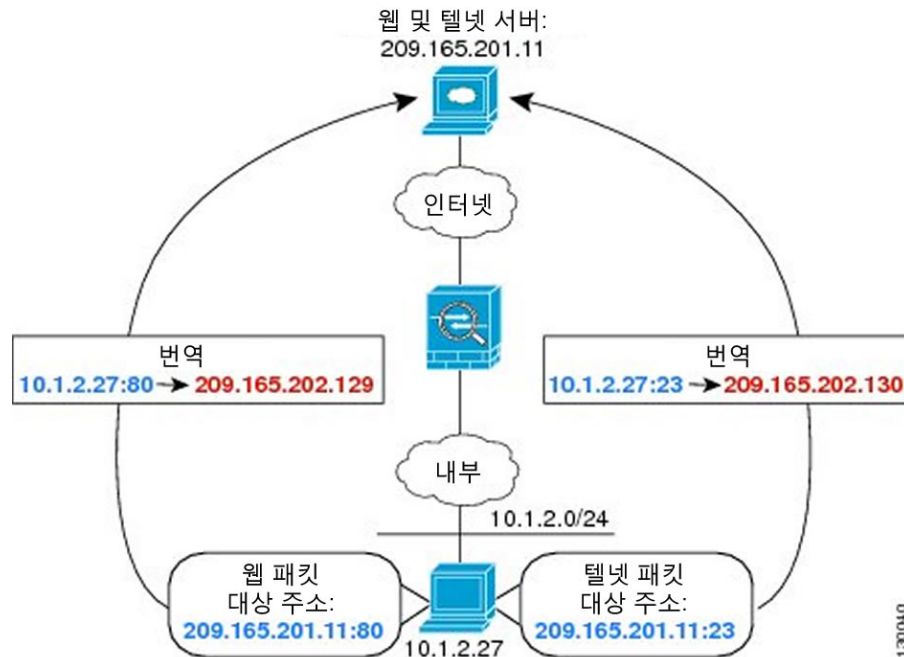 웹 및 텔넷 서버:
209.165.201.11
인터넷
번역
10.1.2.27:80 209.165.202.129
번역
10.1.2.27:23 209.165.202.130
내부
10.1.2.0/24
웹 패킷
대상 주소:
209.165.201.11:80
텔넷 패킷
대상 주소:
209.165.201.11:23
10.1.2.27